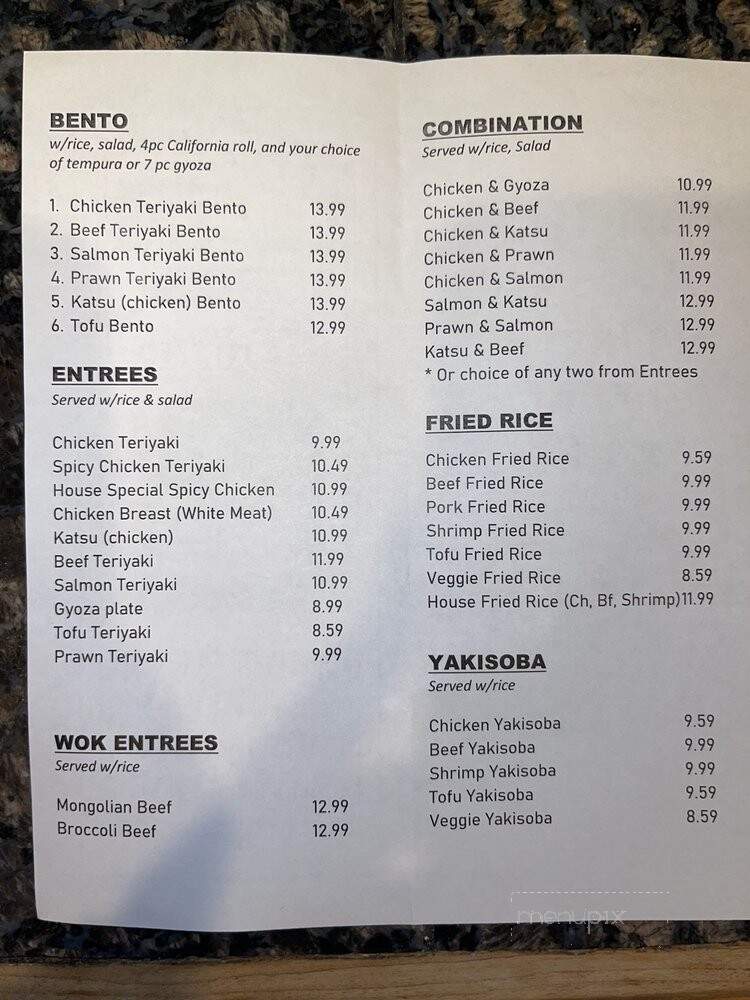 BENTO
w/rice, salad, 4pc California roll, and your choice
of tempura or 7 pc gyoza
1. Chicken Teriyaki Bento 13.99
2. Beef Teriyaki Bento 13.99
3. Salmon Teriyaki Bento 13.99
4. Prawn Teriyaki Bento 13.99
5. Katsu (chicken) Bento 13.99
6. Tofu Bento 12.99
ENTREES
Served w/rice & salad
Chicken Teriyaki 9.99
Spicy Chicken Teriyaki 10.49
House Special Spicy Chicken 10.99
Chicken Breast (White Meat) 10.49
Katsu (chicken) 10.99
Beef Teriyaki 11.99
Salmon Teriyaki 10.99
Gyoza plate 8.99
Tofu Teriyaki 8.59
Prawn Teriyaki 9.99
WOK ENTREES
Served w/rice
Mongolian Beef 12.99
Broccoli Beef 12.99
COMBINATION
Served w/rice, Salad
Chicken & Gyoza 10.99
Chicken & Beef 11.99
Chicken & Katsu 11.99
Chicken & Prawn 11.99
Chicken & Salmon 11.99
Salmon & Katsu 12.99
Prawn & Salmon 12.99
Katsu & Beef 12.99
* Or choice of any two from Entrees
FRIED RICE
Chicken Fried Rice 9.59
Beef Fried Rice 9.99
Pork Fried Rice 9.99
Shrimp Fried Rice 9.99
Tofu Fried Rice 9.99
Veggie Fried Rice 8.59
House Fried Rice (Ch, Bf, Shrimp)11.99
YAKISOBA
Served w/rice
Chicken Yakisoba 9.59
Beef Yakisoba 9.99
Shrimp Yakisoba 9.99
Tofu Yakisoba 9.59
Veggie Yakisoba 8.59
menupix